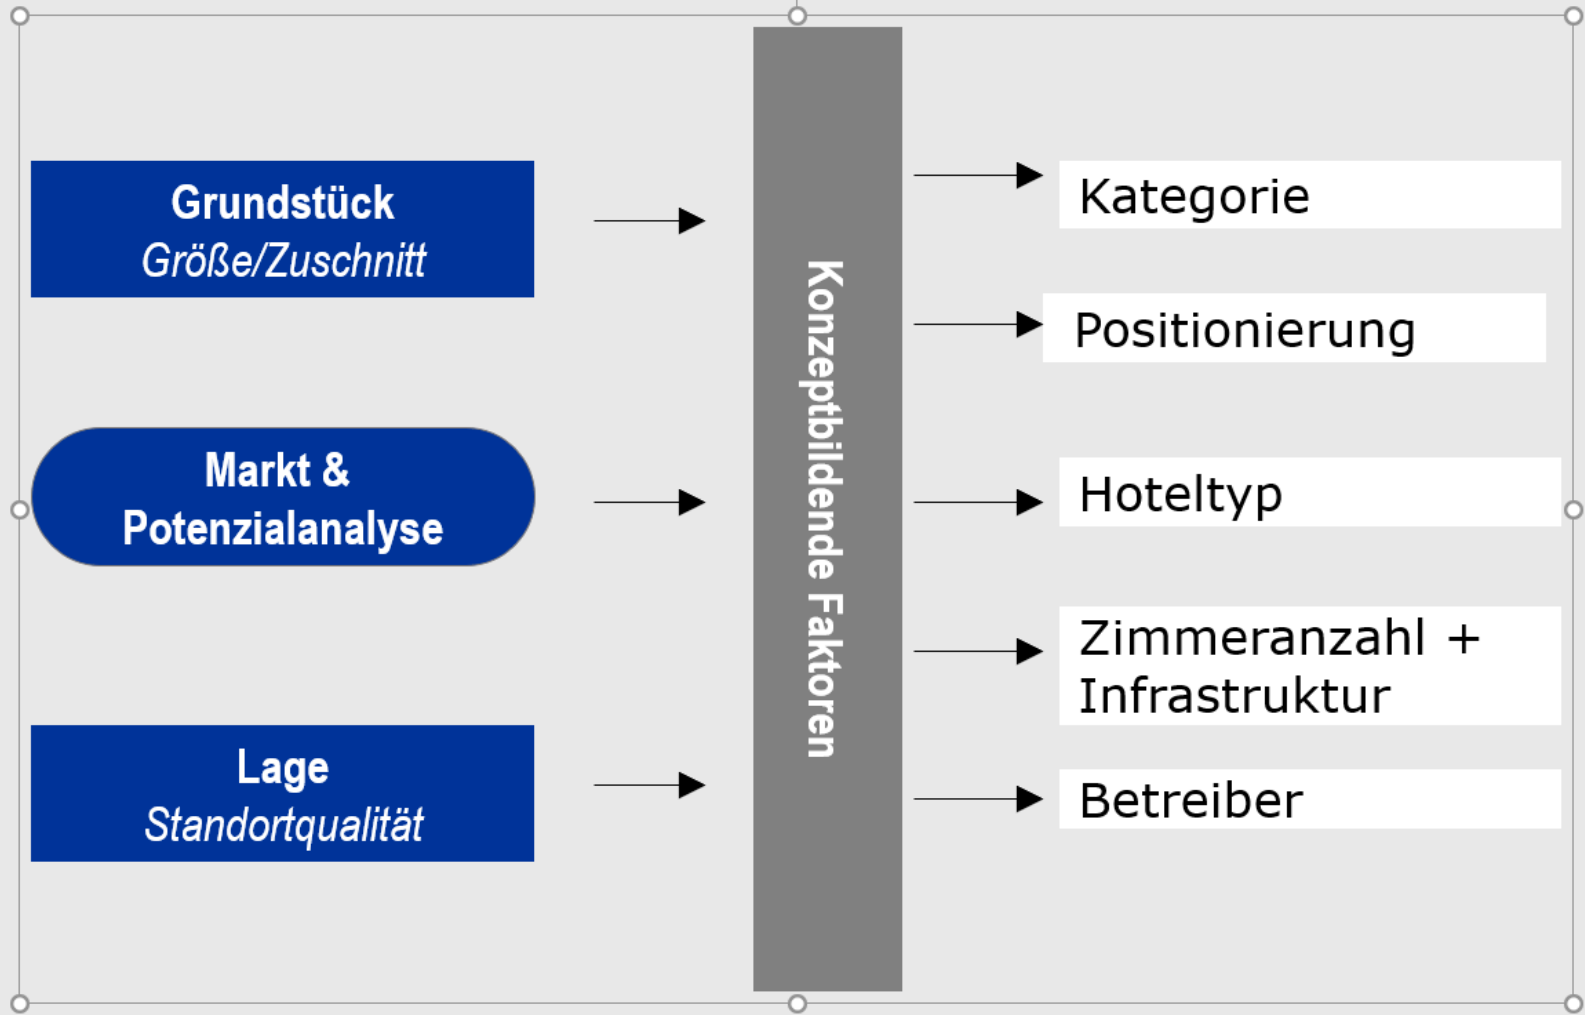 Grundstück
Größe/Zuschnitt
Markt &
Potenzialanalyse
Lage
Standortqualität
Konzeptbildende Faktoren
Kategorie
Positionierung
Hoteltyp
Zimmeranzahl +
Infrastruktur
Betreiber